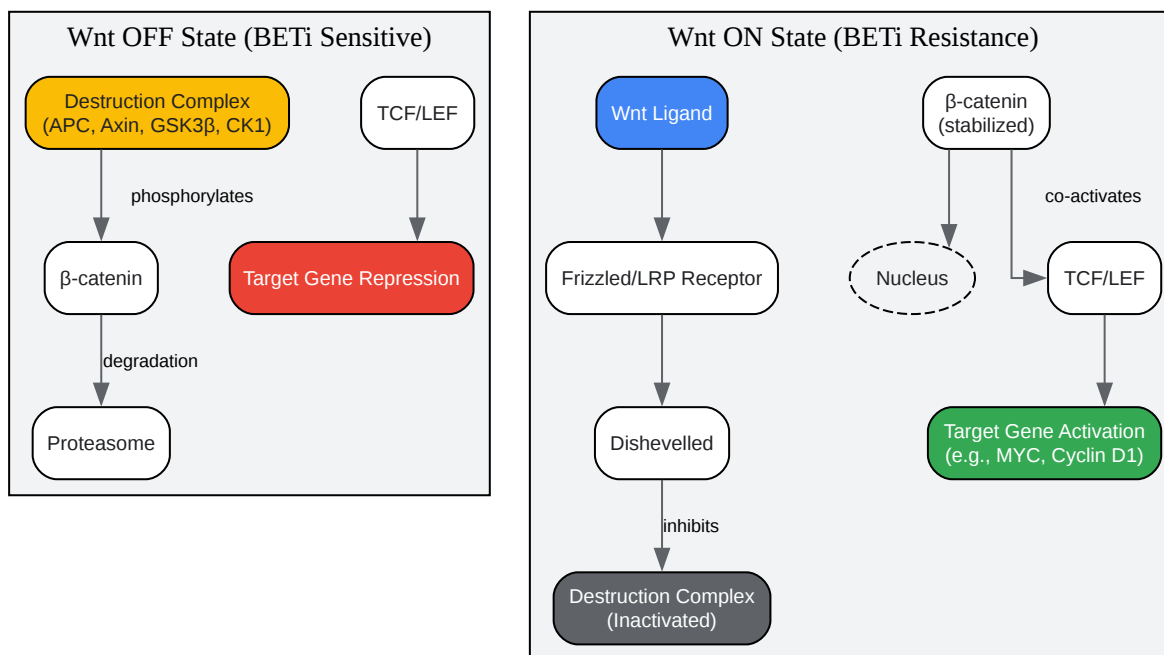 Wnt OFF State (BETi Sensitive)
Destruction Complex
(APC, Axin, GSK3β, CK1)
TCF/LEF
phosphorylates
β-catenin
Target Gene Repression
degradation
Proteasome
Wnt ON State (BETi Resistance)
Wnt Ligand
β-catenin
(stabilized)
co-activates
Frizzled/LRP Receptor
Nucleus
TCF/LEF
Dishevelled
Target Gene Activation
(e.g., MYC, Cyclin D1)
inhibits
Destruction Complex
(Inactivated)